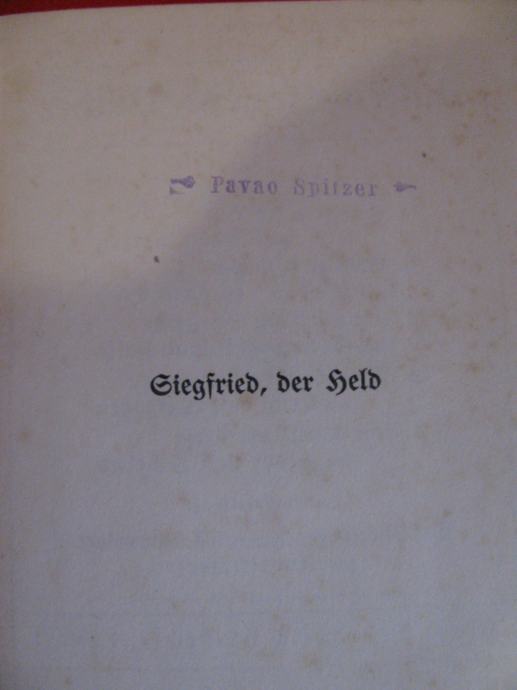 Pavao Spitzer
Siegfried, der Held